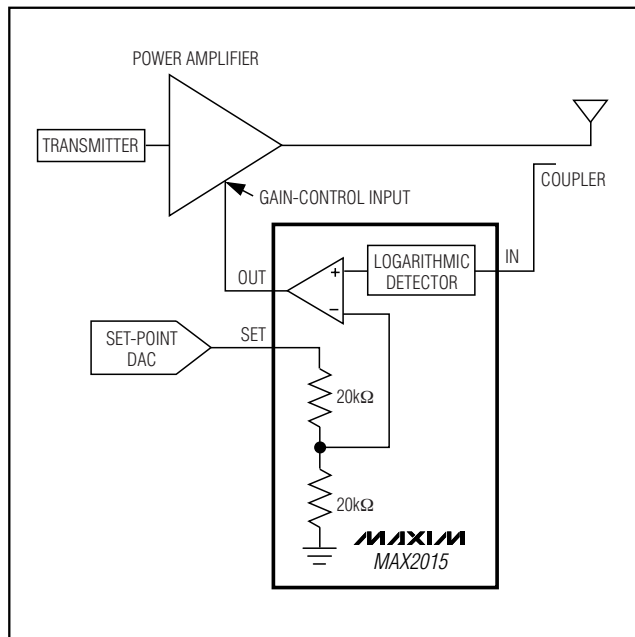 POWER AMPLIFIER
TRANSMITTER
GAIN-CONTROL INPUT
COUPLER
OUT
+
−
LOGARITHMIC
DETECTOR
IN
SET-POINT
DAC
SET
20kΩ
20kΩ
MAXIM
MAX2015